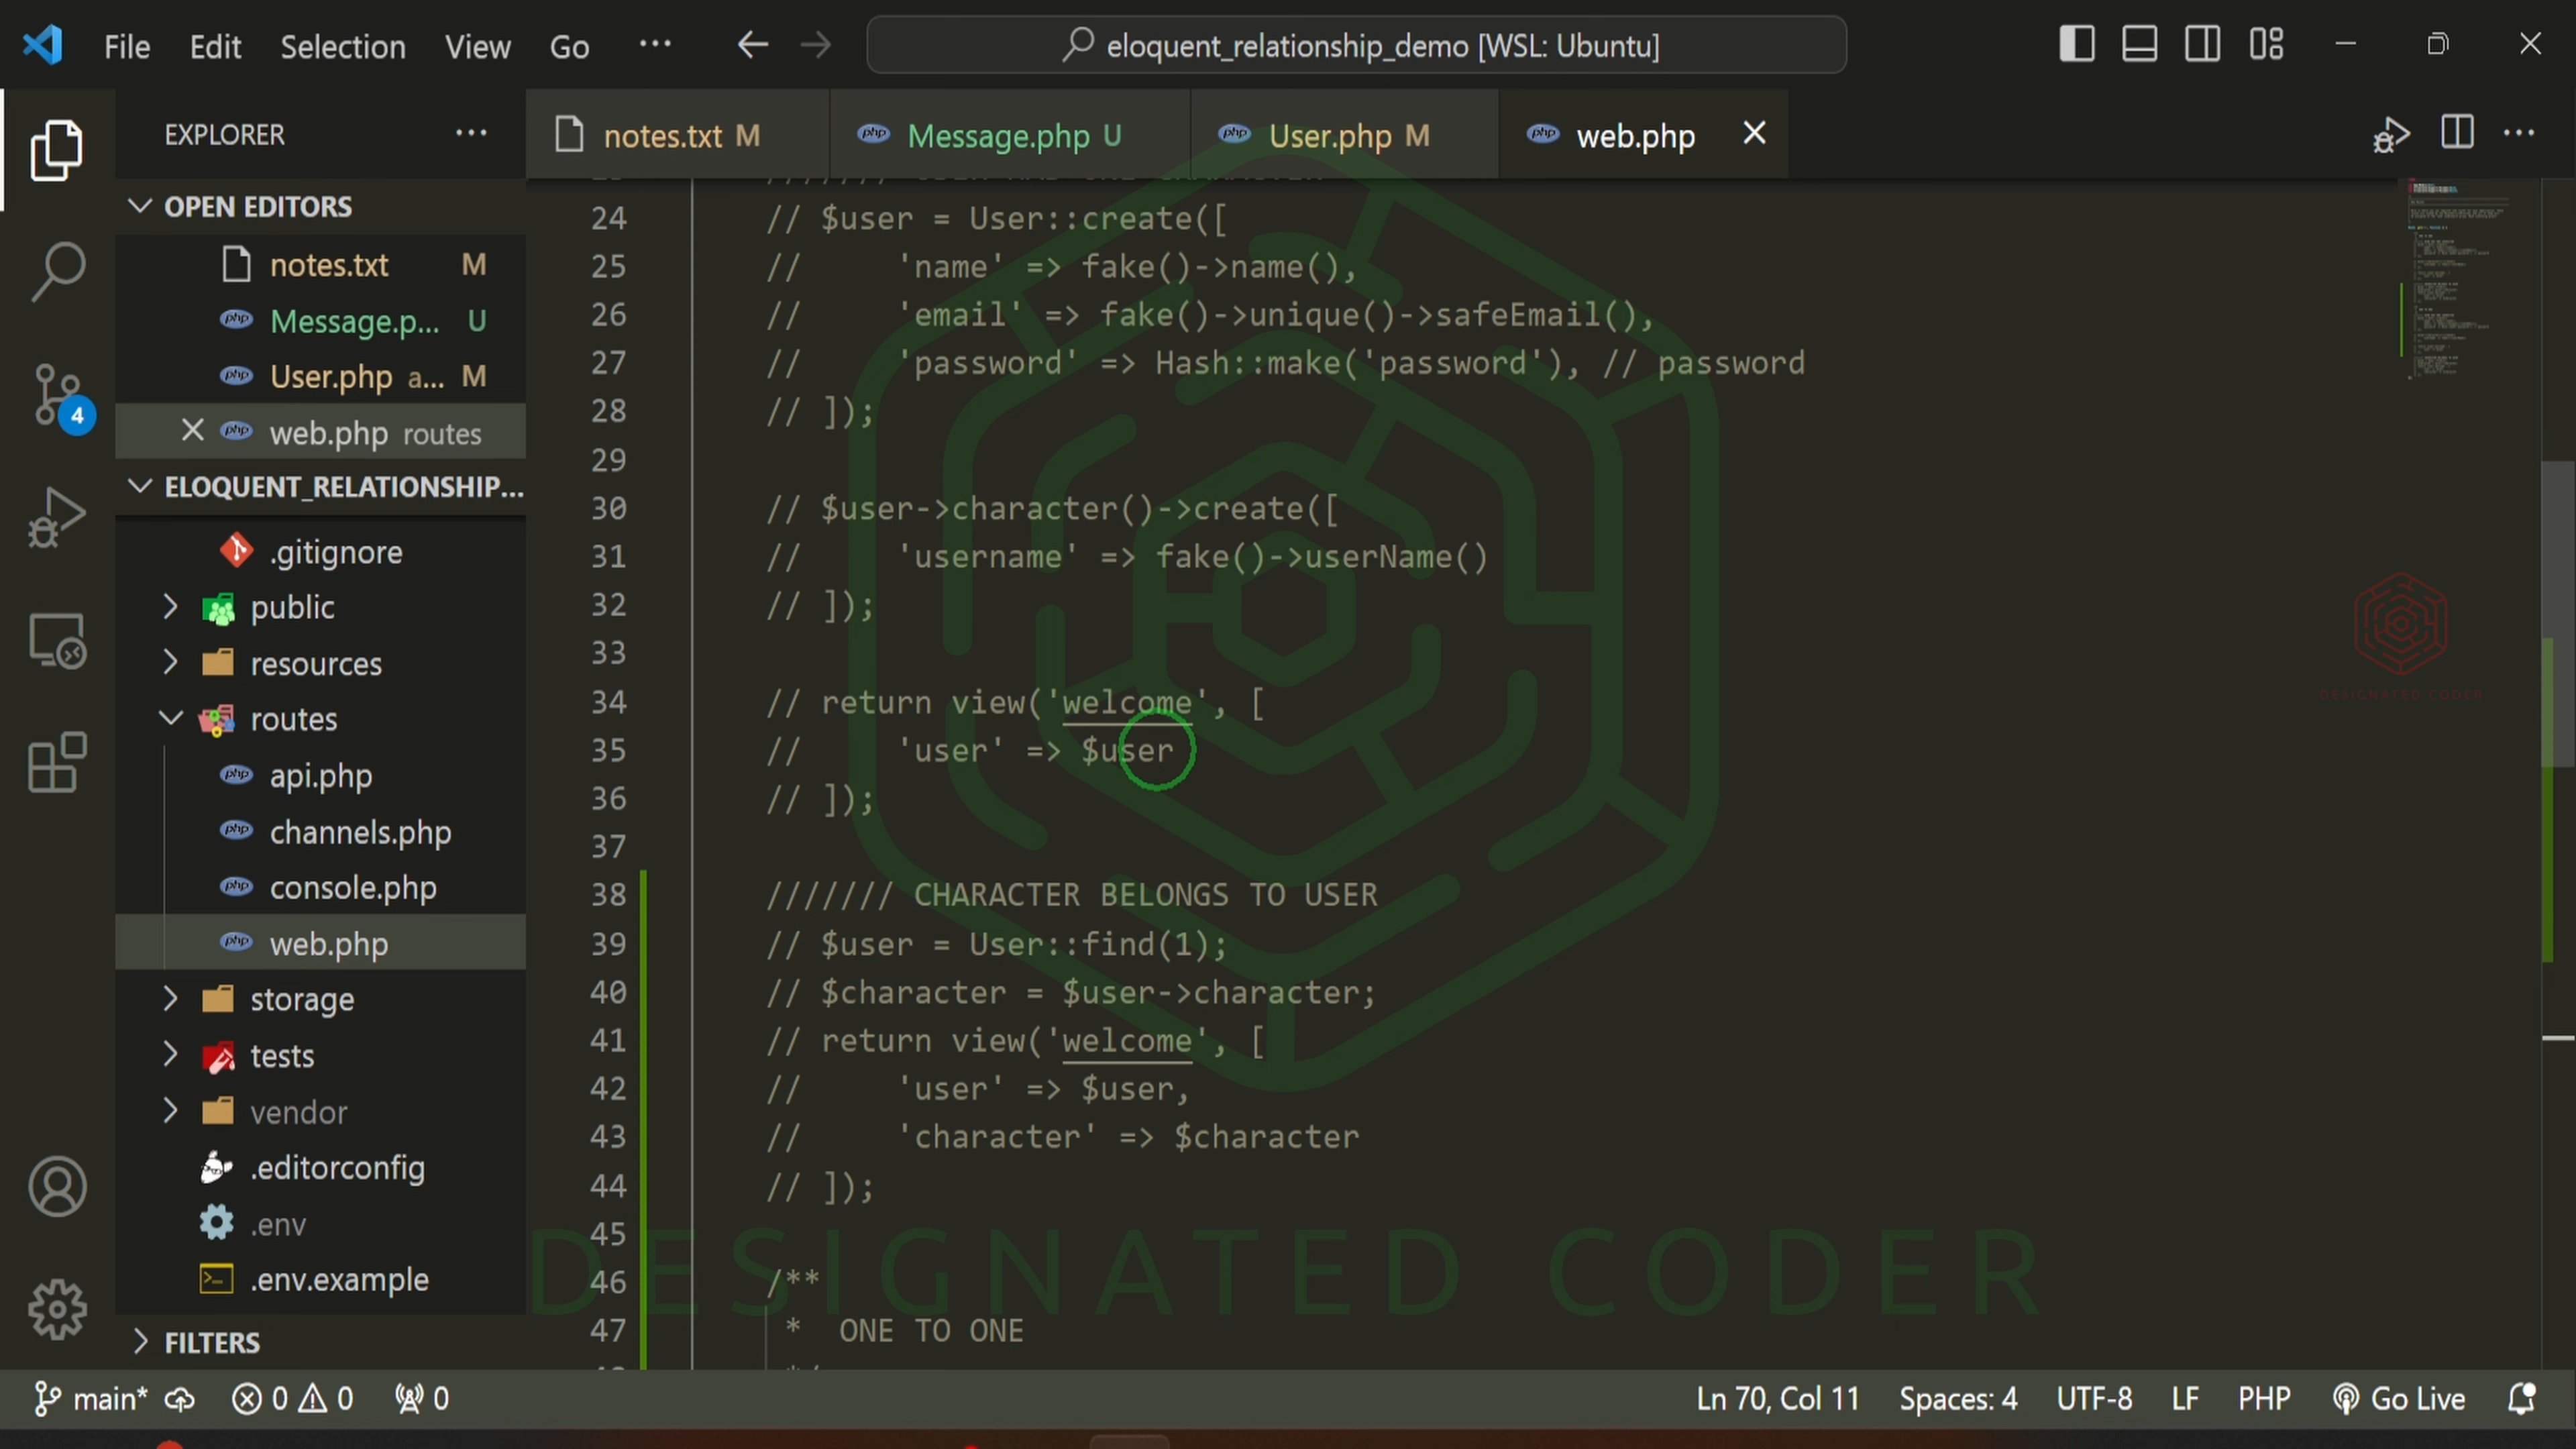 File Edit Selection View Go ··· eloquent_relationship_demo [WSL: Ubuntu]
EXPLORER ···
notes.txt M Message.php U User.php M web.php
OPEN EDITORS
notes.txt M
Message.p... U
User.php a... M
web.php routes
ELOQUENT_RELATIONSHIP...
.gitignore
public
resources
routes
api.php
channels.php
console.php
web.php
storage
tests
vendor
.editorconfig
.env
.env.example
FILTERS
4
24 // $user = User::create([
25 // 'name' => fake()->name(),
26 // 'email' => fake()->unique()->safeEmail(),
27 // 'password' => Hash::make('password'), // password
28 // ]);
29
30 // $user->character()->create([
31 // 'username' => fake()->userName()
32 // ]);
33
34 // return view('welcome', [
35 // 'user' => $user
36 // ]);
37
38 /////// CHARACTER BELONGS TO USER
39 // $user = User::find(1);
40 // $character = $user->character;
41 // return view('welcome', [
42 // 'user' => $user,
43 // 'character' => $character
44 // ]);
45
46 /**
47 * ONE TO ONE
DESIGNATED CODER
DESIGNATED CODER
main* 0 0 0 Ln 70, Col 11 Spaces: 4 UTF-8 LF PHP Go Live